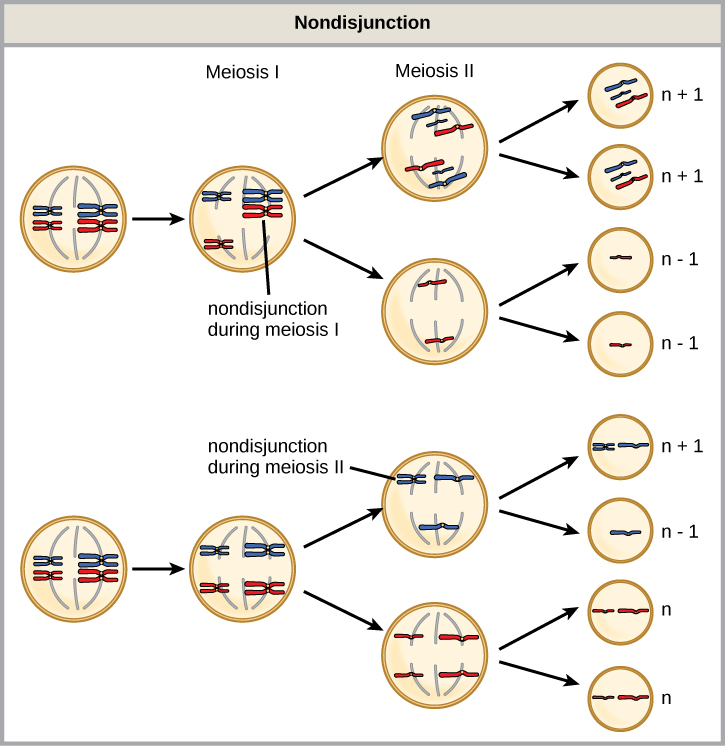 Nondisjunction
Meiosis I
Meiosis II
n + 1
n + 1
nondisjunction
during meiosis I
n - 1
n - 1
nondisjunction
during meiosis II
n + 1
n - 1
n
n